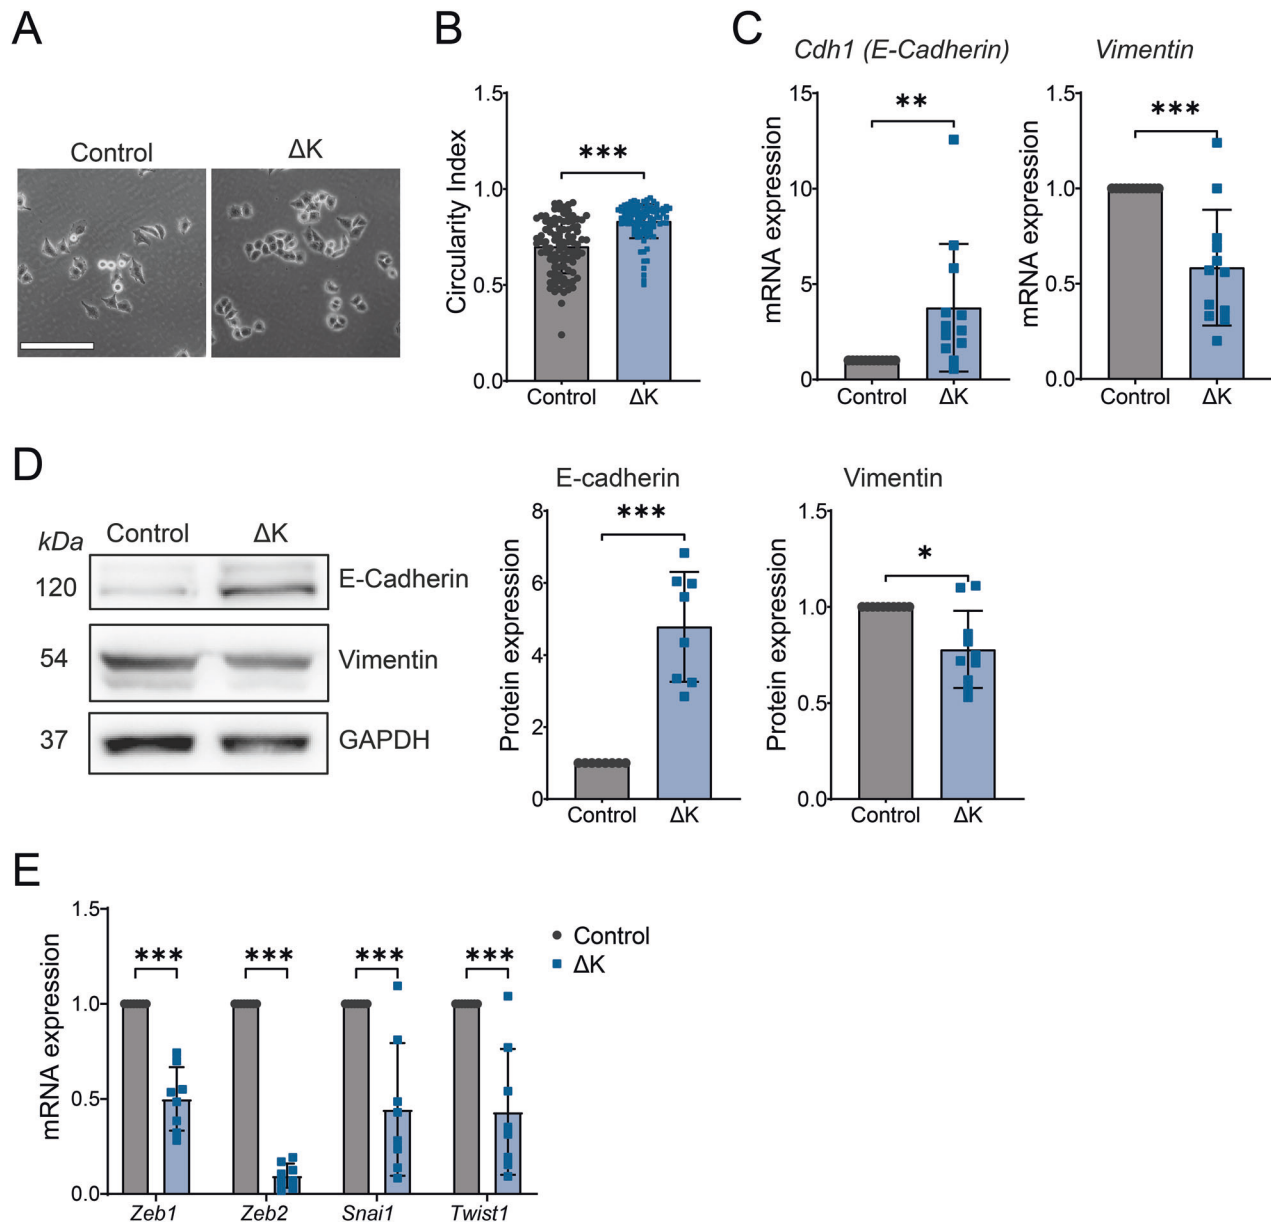 A
Control
ΔK
B
Circularity Index
1.5
1.0
0.5
0.0
***
Control
ΔK
C
Cdh1 (E-Cadherin)
mRNA expression
15
10
5
0
**
Control
ΔK
Vimentin
mRNA expression
1.5
1.0
0.5
0.0
***
Control
ΔK
D
kDa
Control
ΔK
120
E-Cadherin
54
Vimentin
37
GAPDH
E-cadherin
Protein expression
8
6
4
2
0
***
Control
ΔK
Vimentin
Protein expression
1.5
1.0
0.5
0.0
*
Control
ΔK
E
mRNA expression
1.5
1.0
0.5
0.0
***
***
***
***
Zeb1
Zeb2
Snai1
Twist1
Control
ΔK